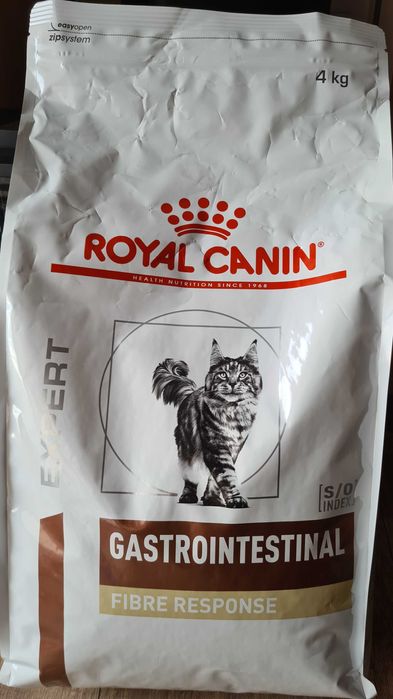 easyopen
zipsystem
4 kg
ROYAL CANIN®
HEALTH NUTRITION SINCE 1968
EXPERT
[S/O]
INDEX
GASTROINTESTINAL
FIBRE RESPONSE